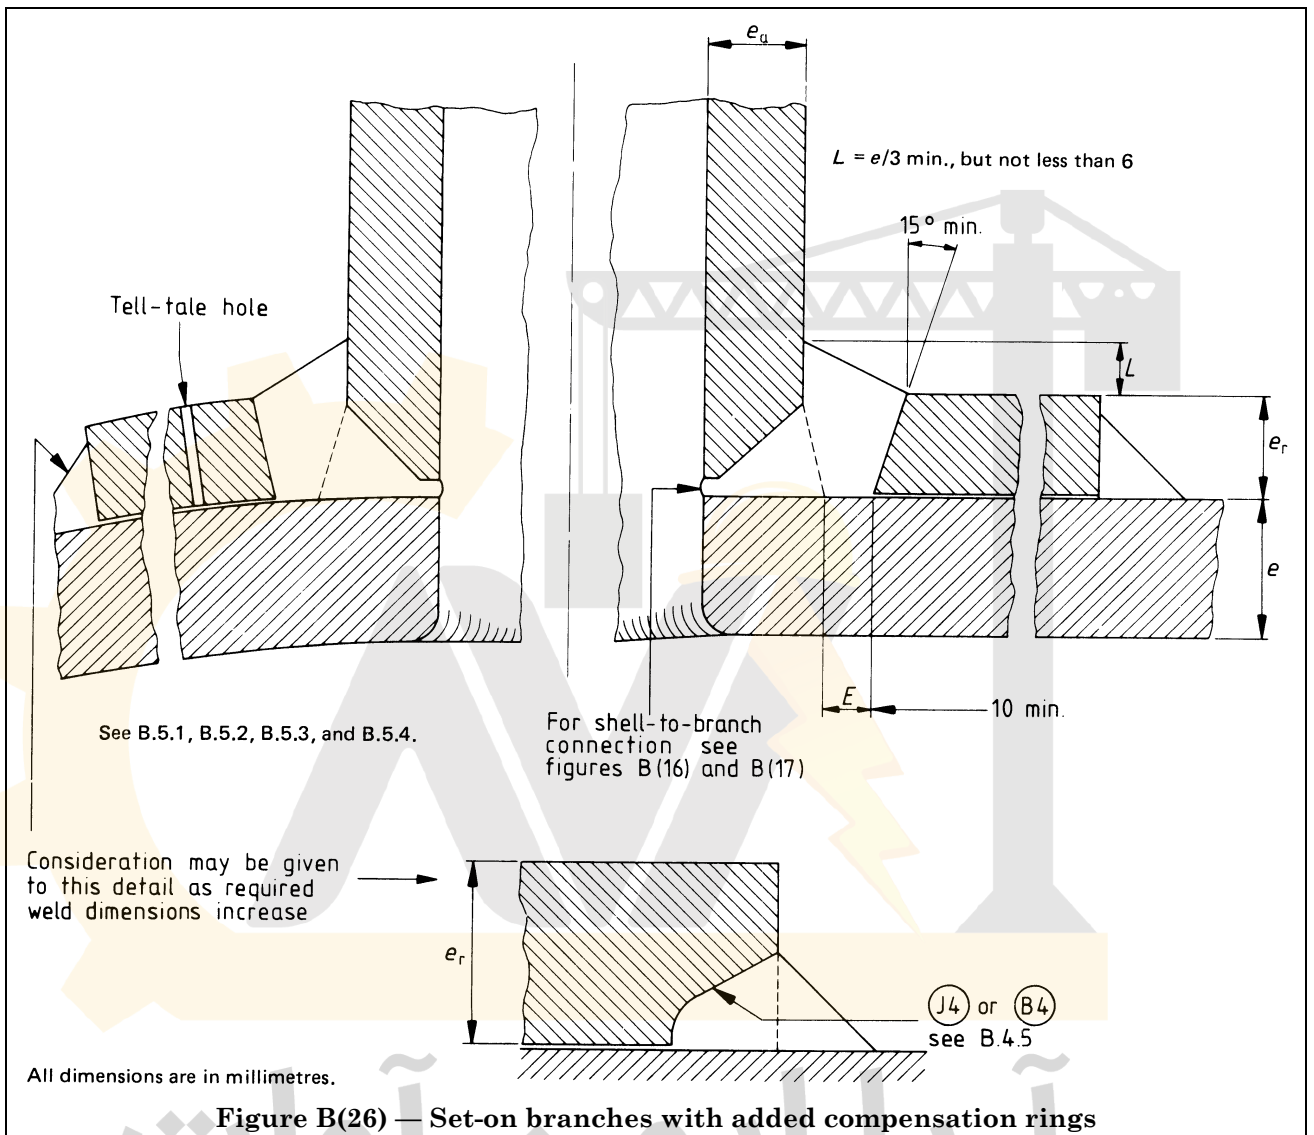 eₐ
L = e/3 min., but not less than 6
15° min.
Tell-tale hole
L
eᵣ
e
E
10 min.
See B.5.1, B.5.2, B.5.3, and B.5.4.
For shell-to-branch
connection see
figures B(16) and B(17)
Consideration may be given
to this detail as required
weld dimensions increase
eᵣ
J4 or B4
see B.4.5
All dimensions are in millimetres.
Figure B(26) — Set-on branches with added compensation rings